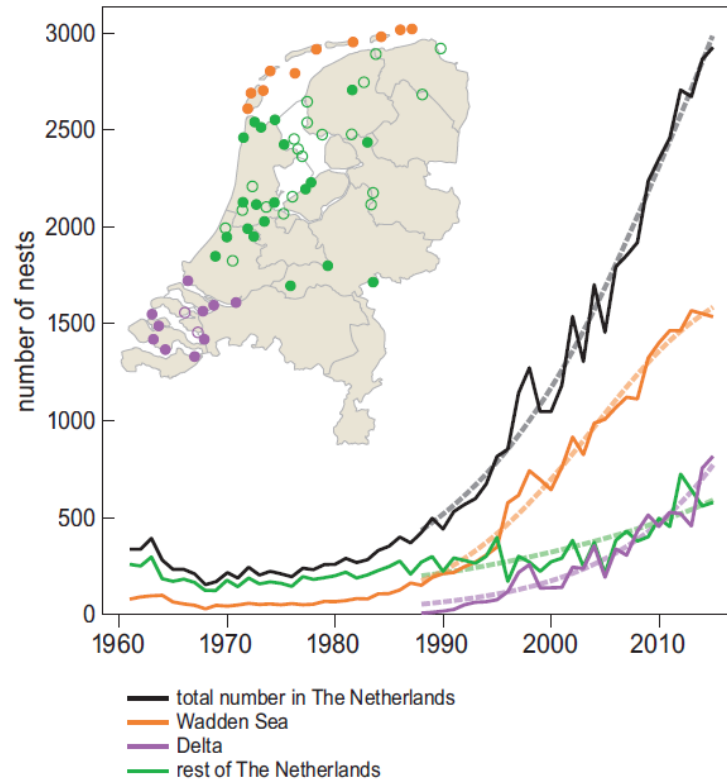 3000
2500
2000
1500
1000
500
0
number of nests
1960 1970 1980 1990 2000 2010
total number in The Netherlands
Wadden Sea
Delta
rest of The Netherlands